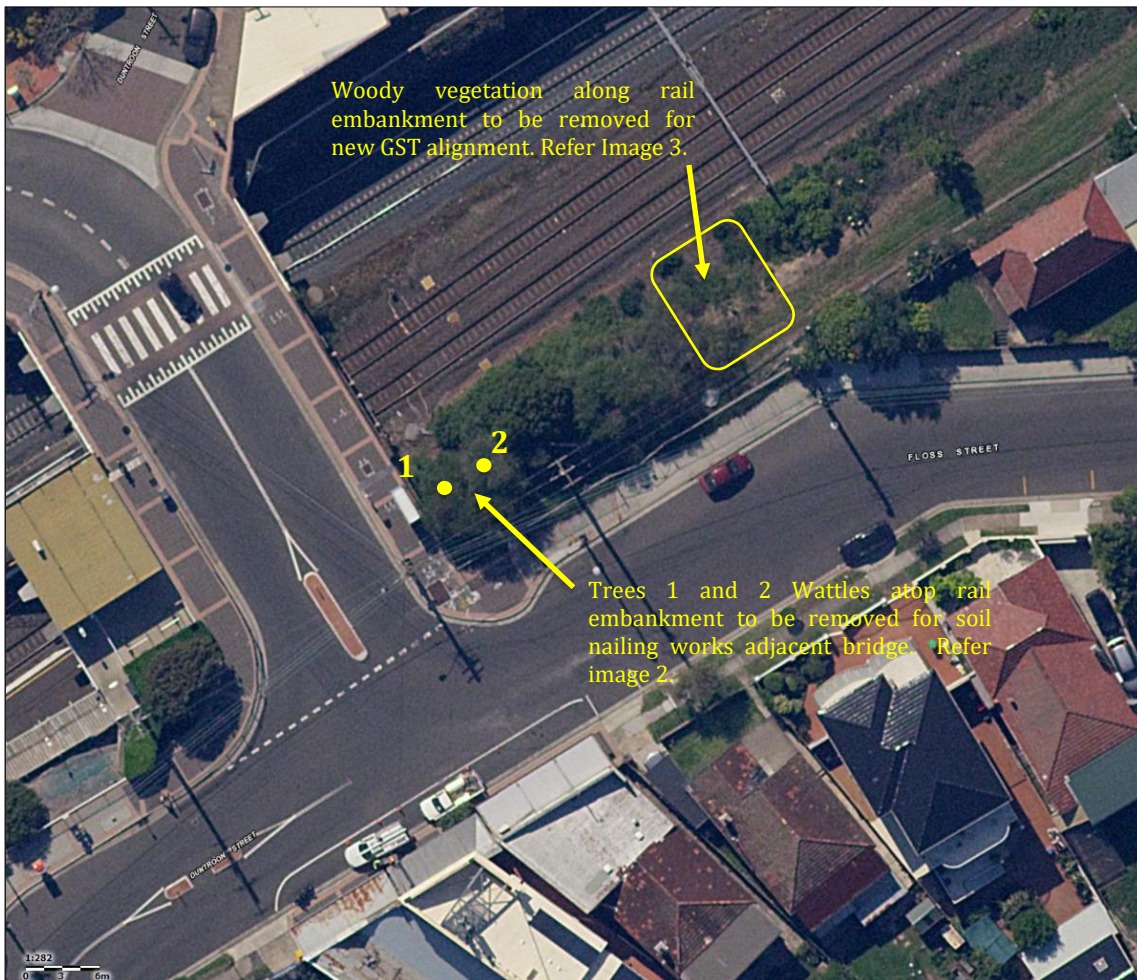 DUNTROON STREET
Woody vegetation along rail
embankment to be removed for
new GST alignment. Refer Image 3.
1
2
FLOSS STREET
Trees 1 and 2 Wattles atop rail
embankment to be removed for soil
nailing works adjacent bridge. Refer
image 2.
DUNTROON STREET
1:282
0 3 6m